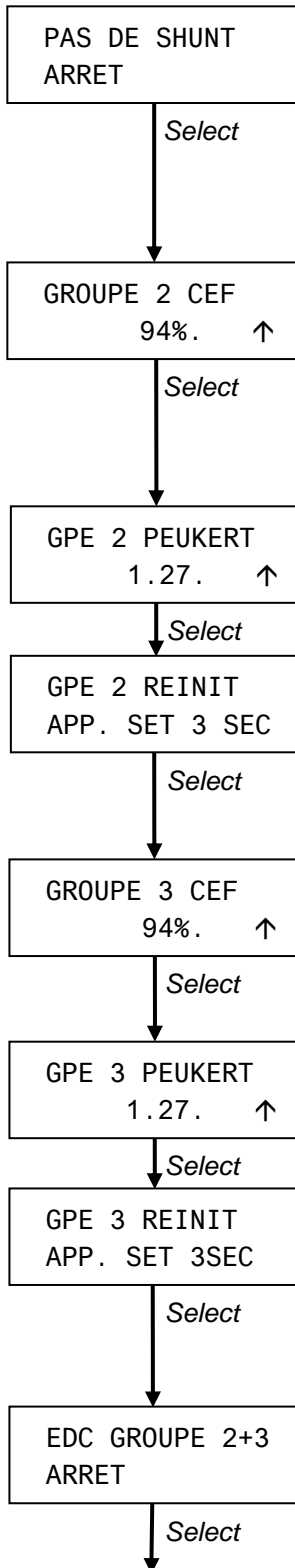 PAS DE SHUNT
ARRET
Select
GROUPE 2 CEF
94%. ↑
Select
GPE 2 PEUKERT
1.27. ↑
Select
GPE 2 REINIT
APP. SET 3 SEC
Select
GROUPE 3 CEF
94%. ↑
Select
GPE 3 PEUKERT
1.27. ↑
Select
GPE 3 REINIT
APP. SET 3SEC
Select
EDC GROUPE 2+3
ARRET
Select